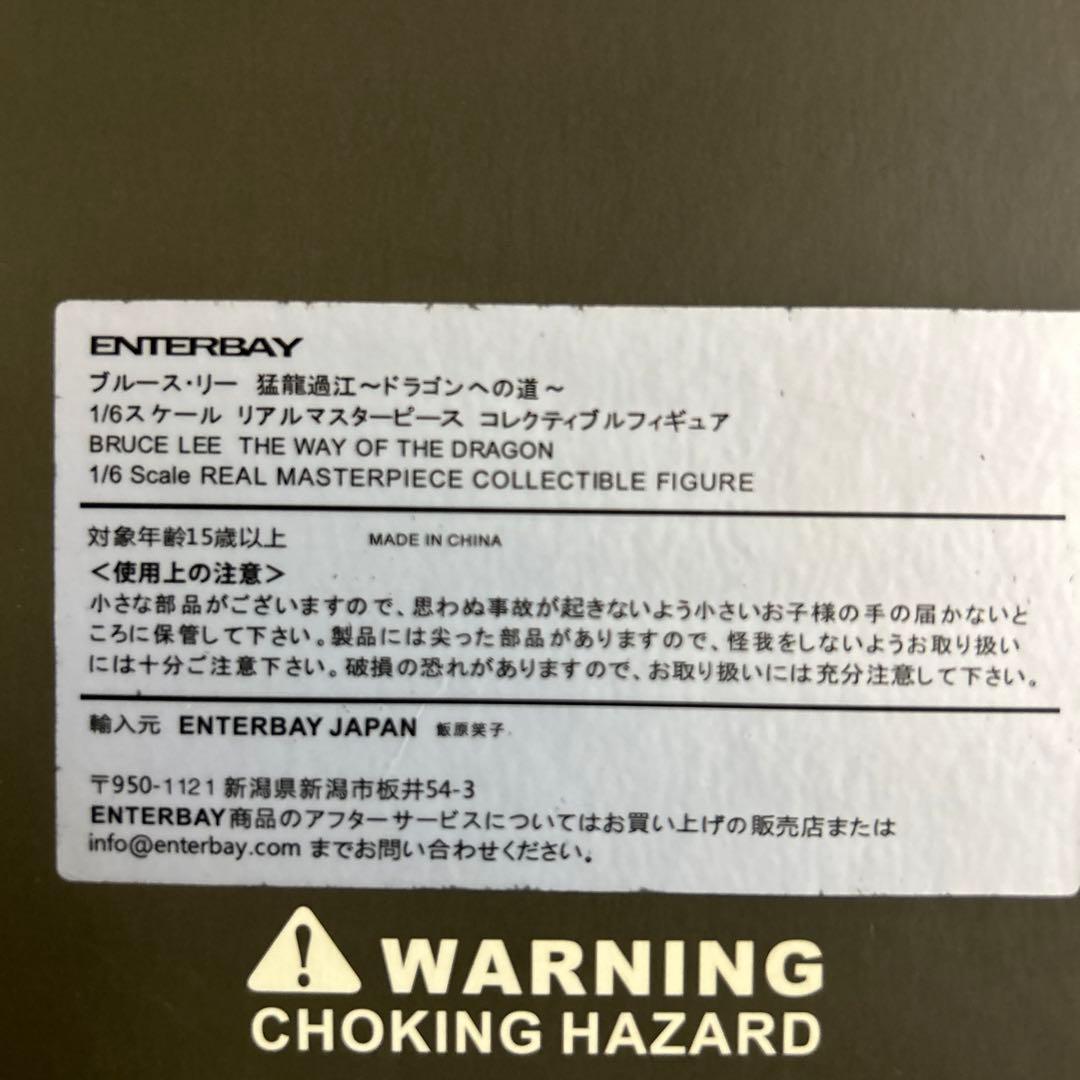 ENTERBAY
ブルース・リー 猛龍過江～ドラゴンへの道～
1/6スケール リアルマスターピース コレクティブルフィギュア
BRUCE LEE THE WAY OF THE DRAGON
1/6 Scale REAL MASTERPIECE COLLECTIBLE FIGURE
対象年齢15歳以上 MADE IN CHINA
＜使用上の注意＞
小さな部品がございますので、思わぬ事故が起きないよう小さいお子様の手の届かないと
ころに保管して下さい。製品には尖った部品がありますので、怪我をしないようお取り扱い
には十分ご注意下さい。破損の恐れがありますので、お取り扱いには充分注意して下さい。
輸入元 ENTERBAY JAPAN 飯原笑子
〒950-1121 新潟県新潟市板井54-3
ENTERBAY商品のアフターサービスについてはお買い上げの販売店または
info@enterbay.com までお問い合わせください。
WARNING
CHOKING HAZARD